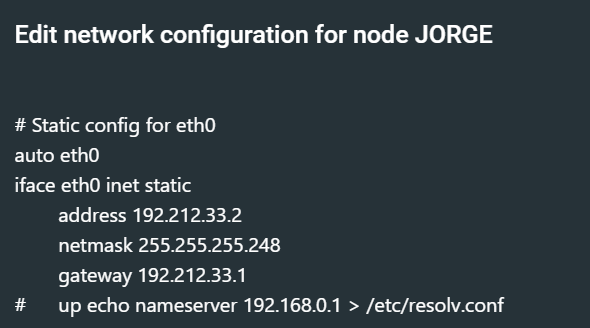 Edit network configuration for node JORGE
# Static config for eth0
auto eth0
iface eth0 inet static
address 192.212.33.2
netmask 255.255.255.248
gateway 192.212.33.1
# up echo nameserver 192.168.0.1 > /etc/resolv.conf